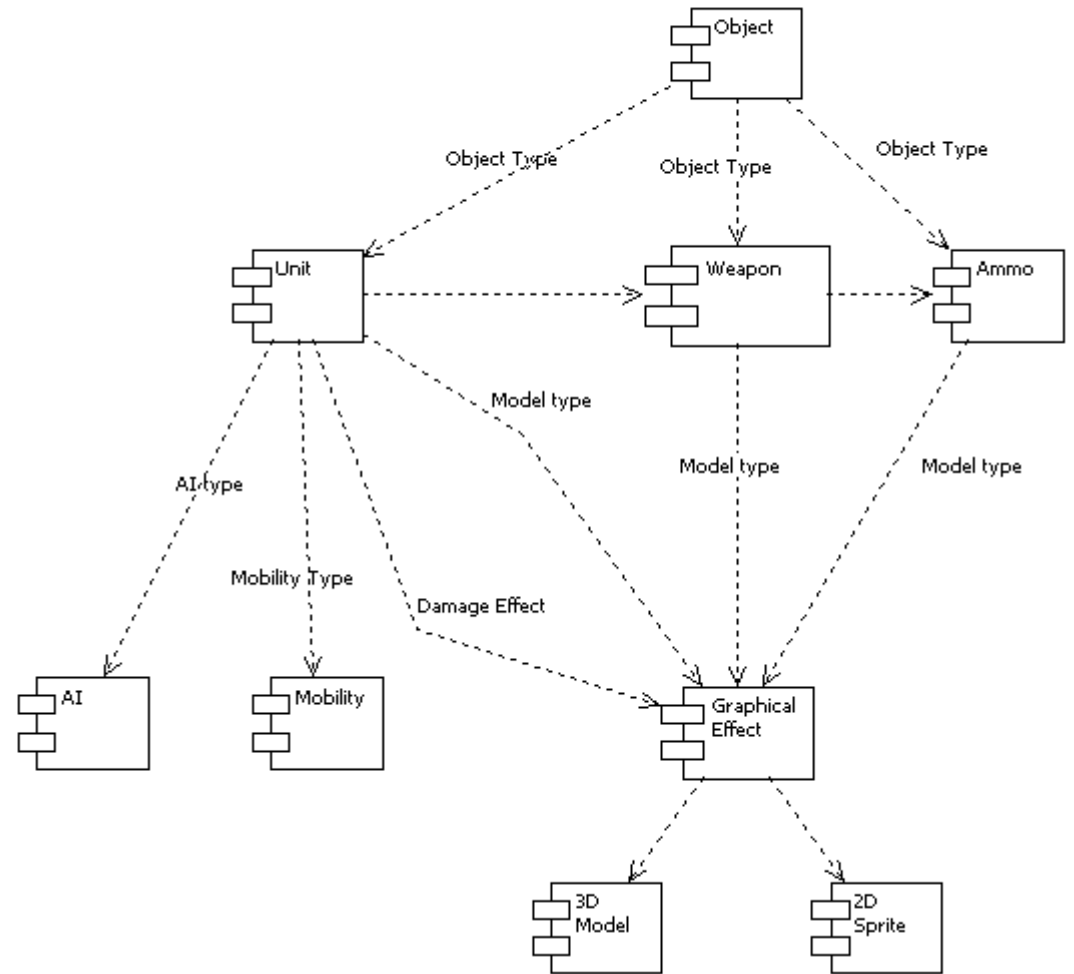 Object
Object Type
Object Type
Object Type
Unit
Weapon
Ammo
Model type
Model type
Model type
AI type
Mobility Type
Damage Effect
AI
Mobility
Graphical
Effect
3D
Model
2D
Sprite